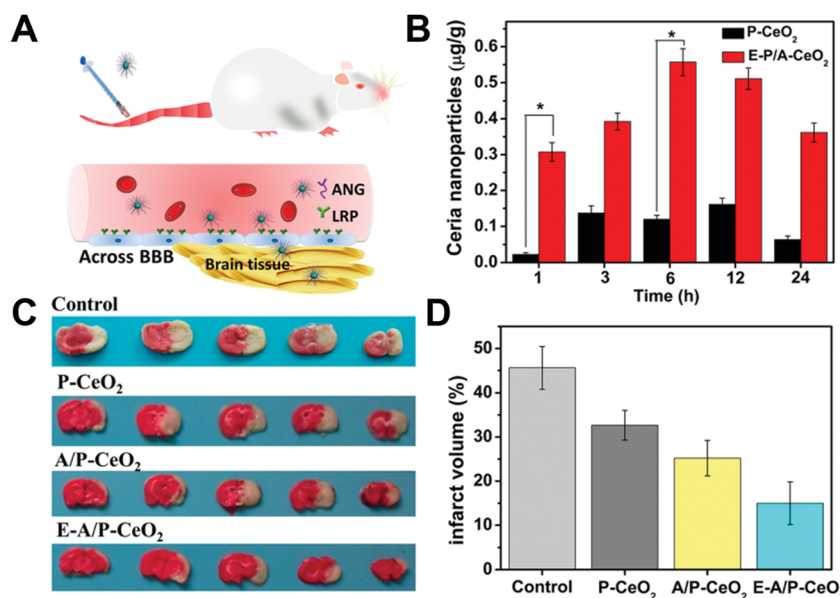 A
ANG
LRP
Across BBB
Brain tissue
B
Ceria nanoparticles (µg/g)
0.6
0.5
0.4
0.3
0.2
0.1
0.0
P-CeO₂
E-P/A-CeO₂
*
*
1 3 6 12 24
Time (h)
C
Control
P-CeO₂
A/P-CeO₂
E-A/P-CeO₂
D
infarct volume (%)
50
40
30
20
10
0
Control P-CeO₂ A/P-CeO₂ E-A/P-CeO